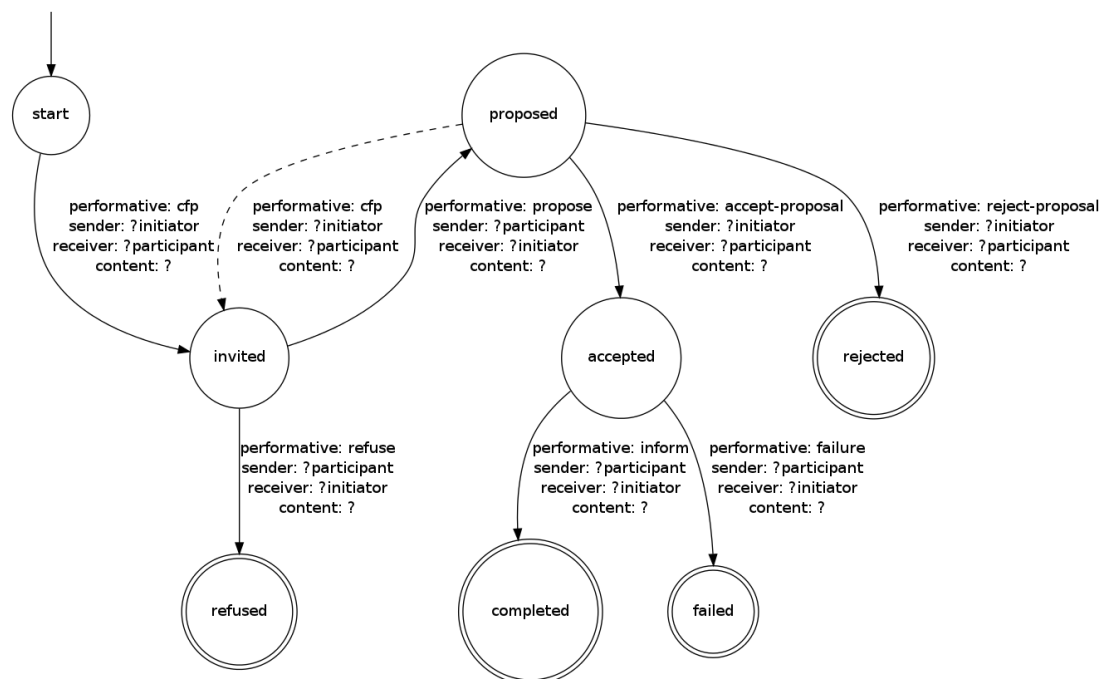 start
proposed
performative: cfp
sender: ?initiator
receiver: ?participant
content: ?
performative: cfp
sender: ?initiator
receiver: ?participant
content: ?
performative: propose
sender: ?participant
receiver: ?initiator
content: ?
performative: accept-proposal
sender: ?initiator
receiver: ?participant
content: ?
performative: reject-proposal
sender: ?initiator
receiver: ?participant
content: ?
invited
accepted
rejected
performative: refuse
sender: ?participant
receiver: ?initiator
content: ?
performative: inform
sender: ?participant
receiver: ?initiator
content: ?
performative: failure
sender: ?participant
receiver: ?initiator
content: ?
refused
completed
failed